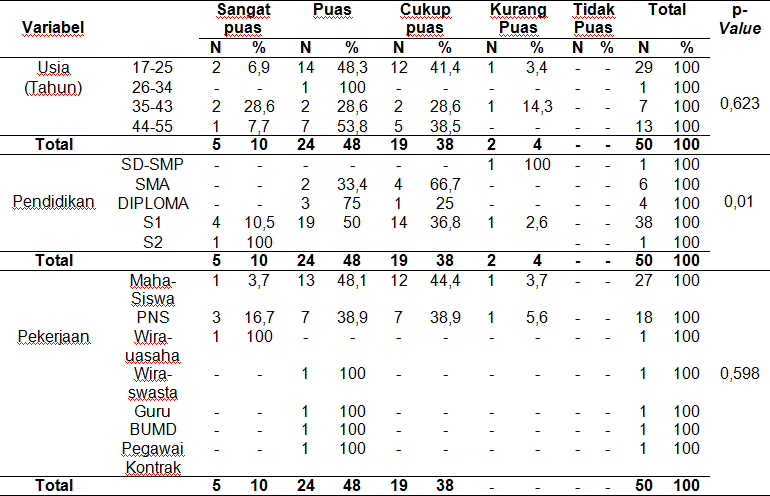 Variabel Sangat puas Puas Cukup puas Kurang Puas Tidak Puas Total p-Value
N % N % N % N % N % N %
Usia (Tahun) 17-25 2 6,9 14 48,3 12 41,4 1 3,4 - - 29 100 0,623
26-34 - - 1 100 - - - - - - 1 100
35-43 2 28,6 2 28,6 2 28,6 1 14,3 - - 7 100
44-55 1 7,7 7 53,8 5 38,5 - - - - 13 100
Total 5 10 24 48 19 38 2 4 - - 50 100
Pendidikan SD-SMP - - - - - - 1 100 - - 1 100 0,01
SMA - - 2 33,4 4 66,7 - - - - 6 100
DIPLOMA - - 3 75 1 25 - - - - 4 100
S1 4 10,5 19 50 14 36,8 1 2,6 - - 38 100
S2 1 100 - - 1 100
Total 5 10 24 48 19 38 2 4 - - 50 100
Pekerjaan Maha-Siswa 1 3,7 13 48,1 12 44,4 1 3,7 - - 27 100 0,598
PNS 3 16,7 7 38,9 7 38,9 1 5,6 - - 18 100
Wira-uasaha 1 100 - - - - - - - - 1 100
Wira-swasta - - 1 100 - - - - - - 1 100
Guru - - 1 100 - - - - - - 1 100
BUMD - - 1 100 - - - - - - 1 100
Pegawai Kontrak - - 1 100 - - - - - - 1 100
Total 5 10 24 48 19 38 - - - - 50 100